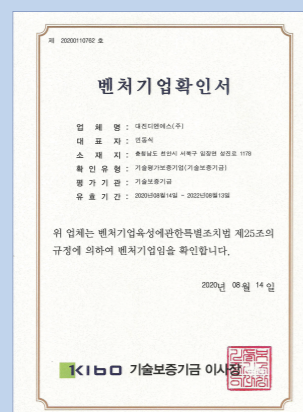 제 20200110762 호
벤처기업확인서
업 체 명 : 대진디엔에스(주)
대 표 자 : 인동식
소 재 지 : 충청남도 천안시 서북구 입장면 성진로 1178
확 인 유 형 : 기술평가보증기업(기술보증기금)
평 가 기 관 : 기술보증기금
유 효 기 간 : 2020년08월14일 ~ 2022년08월13일
위 업체는 벤처기업육성에관한특별조치법 제25조의
규정에 의하여 벤처기업임을 확인합니다.
2020년 08월 14일
KIBO 기술보증기금 이사장